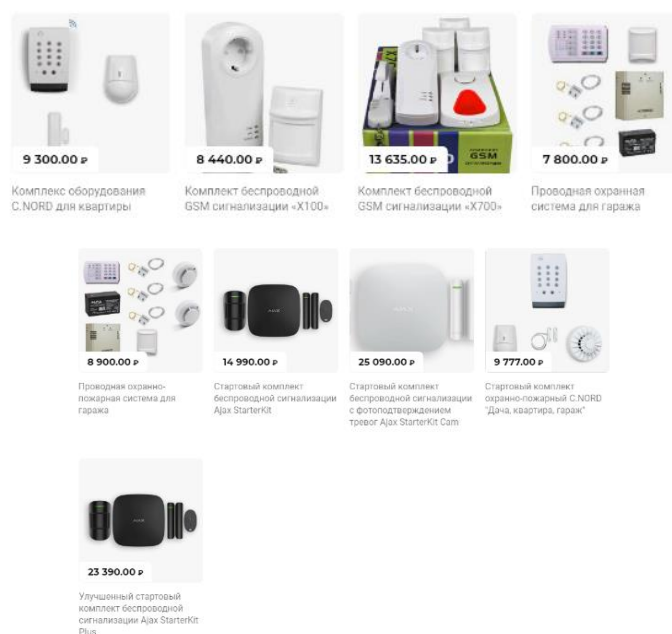 9 300.00 ₽
8 440.00 ₽
13 635.00 ₽
7 800.00 ₽
GSM
Комплекс оборудования
C.NORD для квартиры
Комплект беспроводной
GSM сигнализации «X100»
Комплект беспроводной
GSM сигнализации «X700»
Проводная охранная
система для гаража
8 900.00 ₽
14 990.00 ₽
25 090.00 ₽
9 777.00 ₽
Проводная охранно-
пожарная система для
гаража
Стартовый комплект
беспроводной сигнализации
Ajax StarterKit
Стартовый комплект
беспроводной сигнализации
с фотоподтверждением
тревог Ajax StarterKit Cam
Стартовый комплект
охранно-пожарный C.NORD
"Дача, квартира, гараж"
23 390.00 ₽
Улучшенный стартовый
комплект беспроводной
сигнализации Ajax StarterKit
Plus